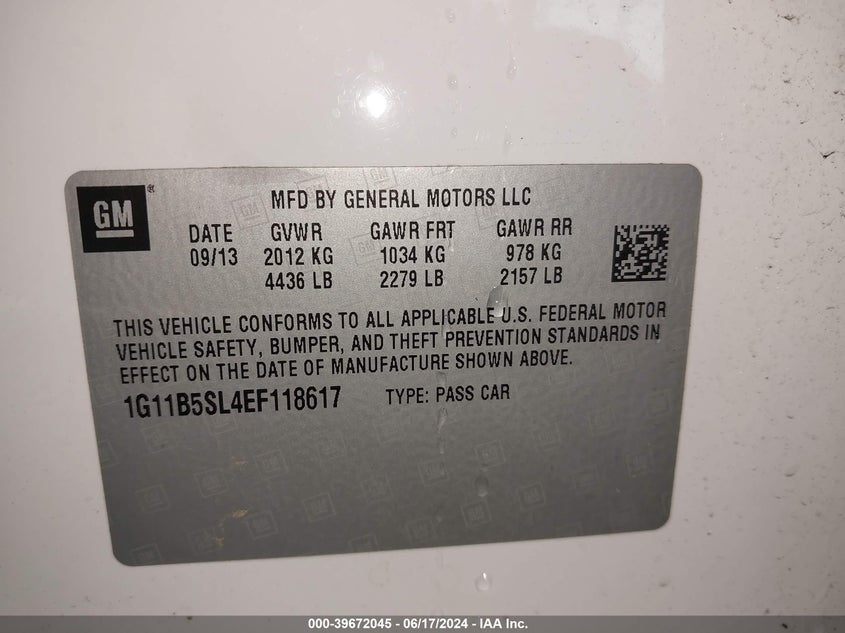 GM®
MFD BY GENERAL MOTORS LLC
DATE GVWR GAWR FRT GAWR RR
09/13 2012 KG 1034 KG 978 KG
4436 LB 2279 LB 2157 LB
THIS VEHICLE CONFORMS TO ALL APPLICABLE U.S. FEDERAL MOTOR
VEHICLE SAFETY, BUMPER, AND THEFT PREVENTION STANDARDS IN
EFFECT ON THE DATE OF MANUFACTURE SHOWN ABOVE.
1G11B5SL4EF118617 TYPE: PASS CAR
000-39672045 - 06/17/2024 - IAA Inc.